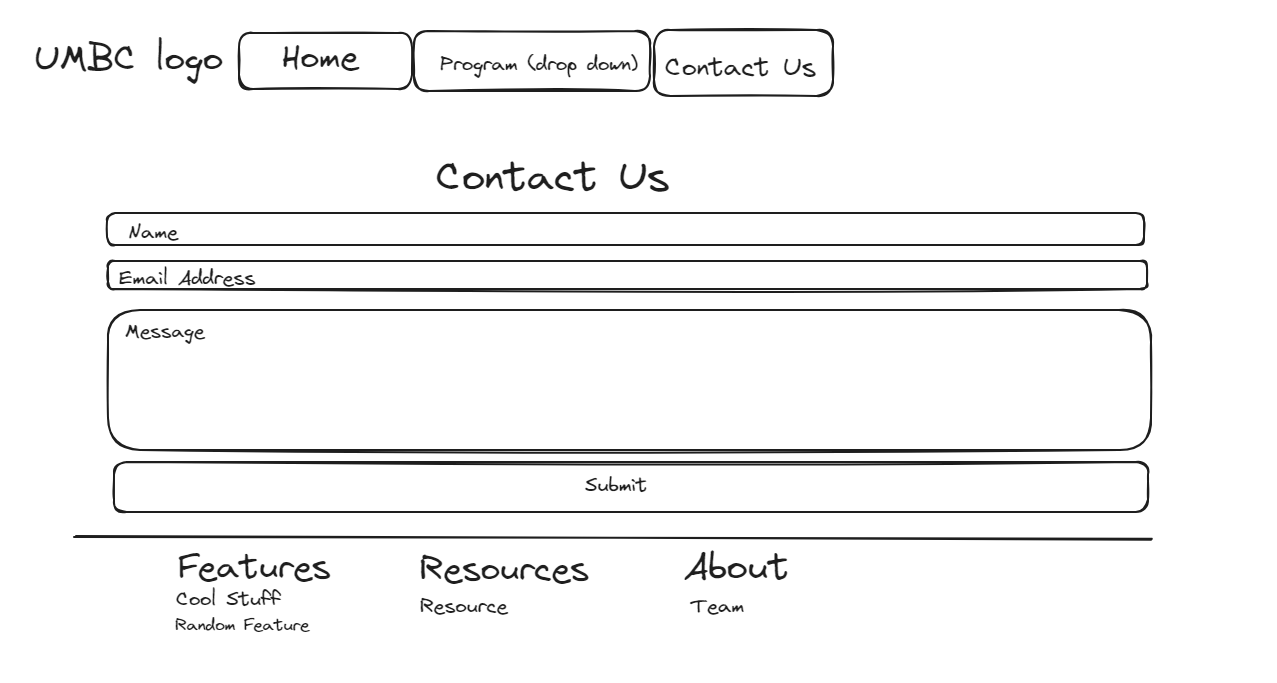 UMBC logo Home Program (drop down) Contact Us
Contact Us
Name
Email Address
Message
Submit
Features Resources About
Cool Stuff Resource Team
Random Feature